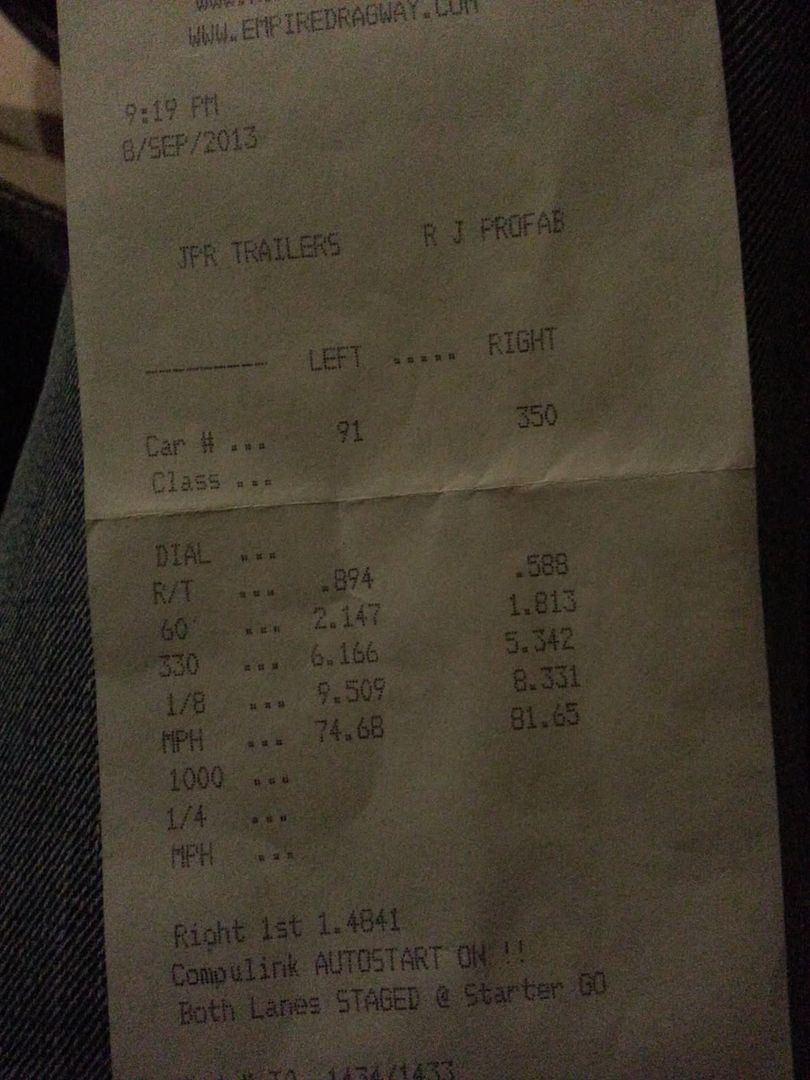 WWW.EMPIREDRAGWAY.COM
9:19 PM
8/SEP/2013
JPR TRAILERS R J PROFAB
--------- LEFT ..... RIGHT
Car # ... 91 350
Class ...
DIAL ...
R/T ... .894 .588
60' ... 2.147 1.813
330 ... 6.166 5.342
1/8 ... 9.509 8.331
MPH ... 74.68 81.65
1000 ...
1/4 ...
MPH ...
Right 1st 1.4841
Compulink AUTOSTART ON !!
Both Lanes STAGED @ Starter GO
1434/1433